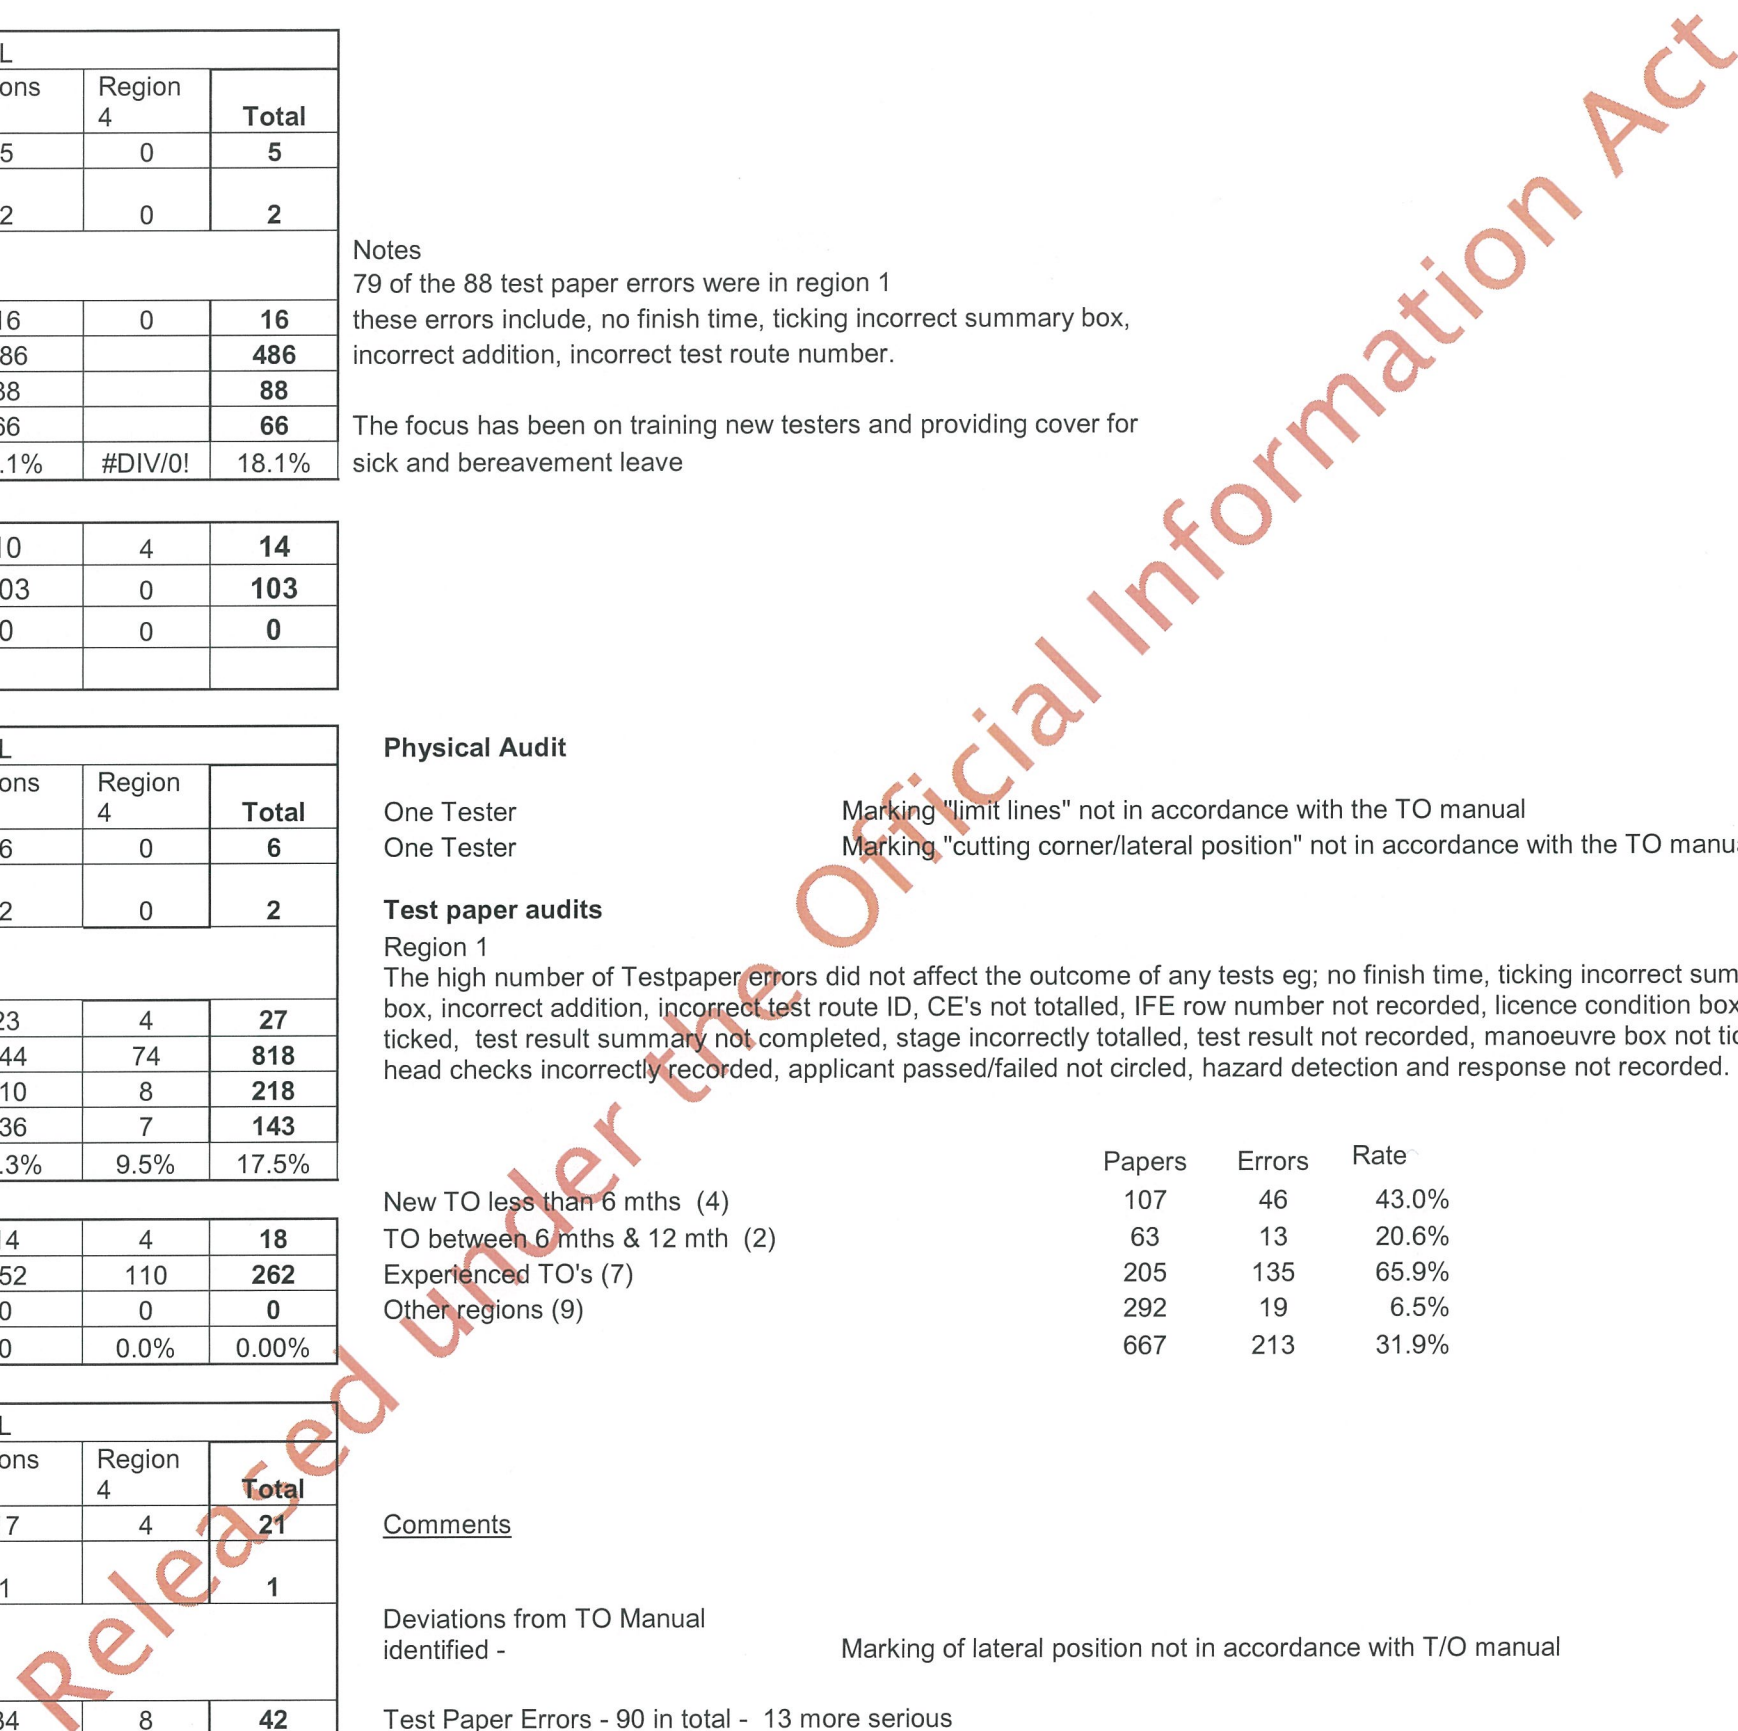 L
ons Region 4 Total
5 0 5
2 0 2
Notes
79 of the 88 test paper errors were in region 1
16 0 16 these errors include, no finish time, ticking incorrect summary box,
86 486 incorrect addition, incorrect test route number.
88 88
66 66 The focus has been on training new testers and providing cover for
.1% #DIV/0! 18.1% sick and bereavement leave
10 4 14
03 0 103
0 0 0
L Physical Audit
ons Region 4 Total
One Tester Marking "limit lines" not in accordance with the TO manual
6 0 6 One Tester Marking "cutting corner/lateral position" not in accordance with the TO
2 0 2 Test paper audits
Region 1
The high number of Testpaper errors did not affect the outcome of any tests eg; no finish time, ticking incorrect
box, incorrect addition, incorrect test route ID, CE's not totalled, IFE row number not recorded, licence condition box
23 4 27
ticked, test result summary not completed, stage incorrectly totalled, test result not recorded, manoeuvre box not
44 74 818
head checks incorrectly recorded, applicant passed/failed not circled, hazard detection and response not recorded.
10 8 218
36 7 143
.3% 9.5% 17.5%
Papers Errors Rate
New TO less than 6 mths (4) 107 46 43.0%
14 4 18 TO between 6 mths & 12 mth (2) 63 13 20.6%
52 110 262 Experienced TO's (7) 205 135 65.9%
0 0 0 Other regions (9) 292 19 6.5%
0 0.0% 0.00% 667 213 31.9%
L
ons Region 4 Total
7 4 21 Comments
1 1
Deviations from TO Manual
identified - Marking of lateral position not in accordance with T/O manual
34 8 42 Test Paper Errors - 90 in total - 13 more serious
Released under the Official Information Act